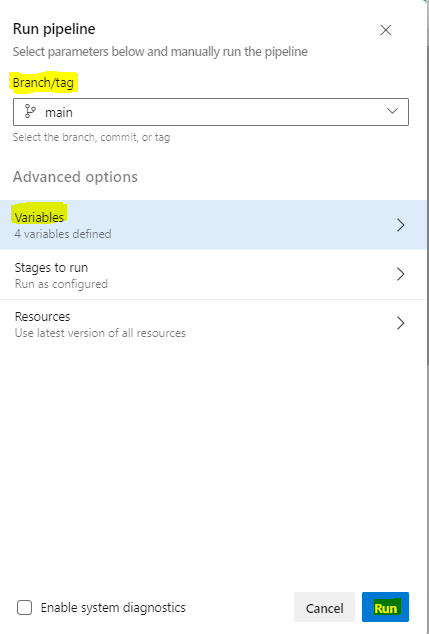 Run pipeline
Select parameters below and manually run the pipeline
Branch/tag
main
Select the branch, commit, or tag
Advanced options
Variables
4 variables defined
Stages to run
Run as configured
Resources
Use latest version of all resources
Enable system diagnostics
Cancel
Run